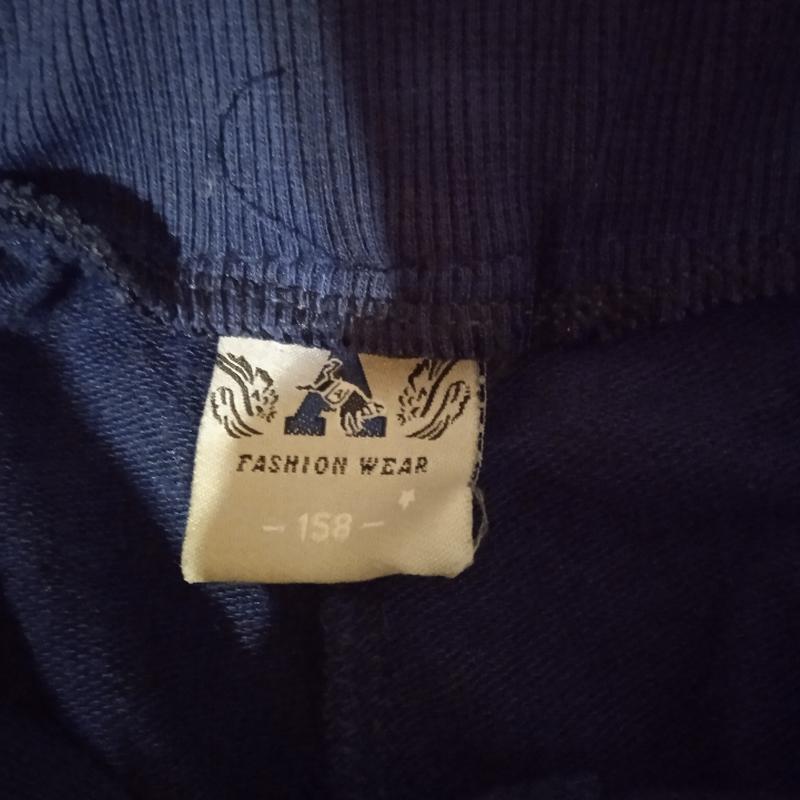 A
FASHION WEAR
- 158 -